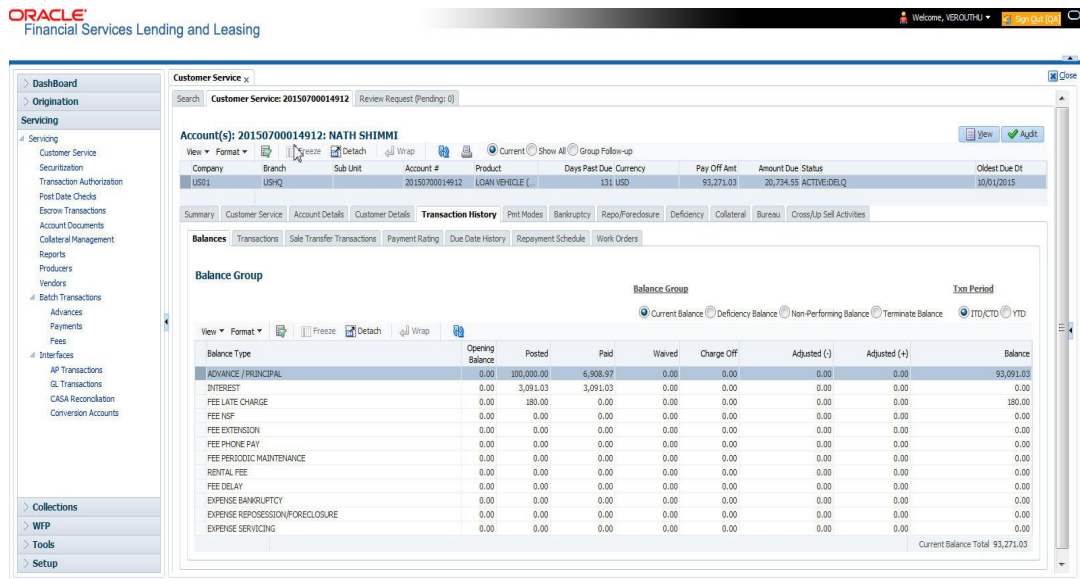 ORACLE
Financial Services Lending and Leasing
Welcome, VEROUTHU
Sign Out [QA]
Close
DashBoard
Origination
Servicing
Servicing
Customer Service
Securitization
Transaction Authorization
Post Date Checks
Escrow Transactions
Account Documents
Collateral Management
Reports
Producers
Vendors
Batch Transactions
Advances
Payments
Fees
Interfaces
AP Transactions
GL Transactions
CASA Reconciliation
Conversion Accounts
Collections
WFP
Tools
Setup
Customer Service x
Search Customer Service: 20150700014912 Review Request (Pending: 0)
Account(s): 20150700014912: NATH SHIMMI
View Audit
View Format Freeze Detach Wrap Current Show All Group Follow-up
Company Branch Sub Unit Account # Product Days Past Due Currency Pay Off Amt Amount Due Status Oldest Due Dt
US01 USHQ 20150700014912 LOAN VEHICLE (... 131 USD 93,271.03 20,734.55 ACTIVE:DELQ 10/01/2015
Summary Customer Service Account Details Customer Details Transaction History Pmt Modes Bankruptcy Repo/Foreclosure Deficiency Collateral Bureau Cross/Up Sell Activities
Balances Transactions Sale Transfer Transactions Payment Rating Due Date History Repayment Schedule Work Orders
Balance Group
Balance Group Txn Period
Current Balance Deficiency Balance Non-Performing Balance Terminate Balance ITD/CTD YTD
View Format Freeze Detach Wrap
Balance Type Opening Balance Posted Paid Waived Charge Off Adjusted (-) Adjusted (+) Balance
ADVANCE / PRINCIPAL 0.00 100,000.00 6,908.97 0.00 0.00 0.00 0.00 93,091.03
INTEREST 0.00 3,091.03 3,091.03 0.00 0.00 0.00 0.00 0.00
FEE LATE CHARGE 0.00 180.00 0.00 0.00 0.00 0.00 0.00 180.00
FEE NSF 0.00 0.00 0.00 0.00 0.00 0.00 0.00 0.00
FEE EXTENSION 0.00 0.00 0.00 0.00 0.00 0.00 0.00 0.00
FEE PHONE PAY 0.00 0.00 0.00 0.00 0.00 0.00 0.00 0.00
FEE PERIODIC MAINTENANCE 0.00 0.00 0.00 0.00 0.00 0.00 0.00 0.00
RENTAL FEE 0.00 0.00 0.00 0.00 0.00 0.00 0.00 0.00
FEE DELAY 0.00 0.00 0.00 0.00 0.00 0.00 0.00 0.00
EXPENSE BANKRUPTCY 0.00 0.00 0.00 0.00 0.00 0.00 0.00 0.00
EXPENSE REPOSESSION/FORECLOSURE 0.00 0.00 0.00 0.00 0.00 0.00 0.00 0.00
EXPENSE SERVICING 0.00 0.00 0.00 0.00 0.00 0.00 0.00 0.00
Current Balance Total 93,271.03